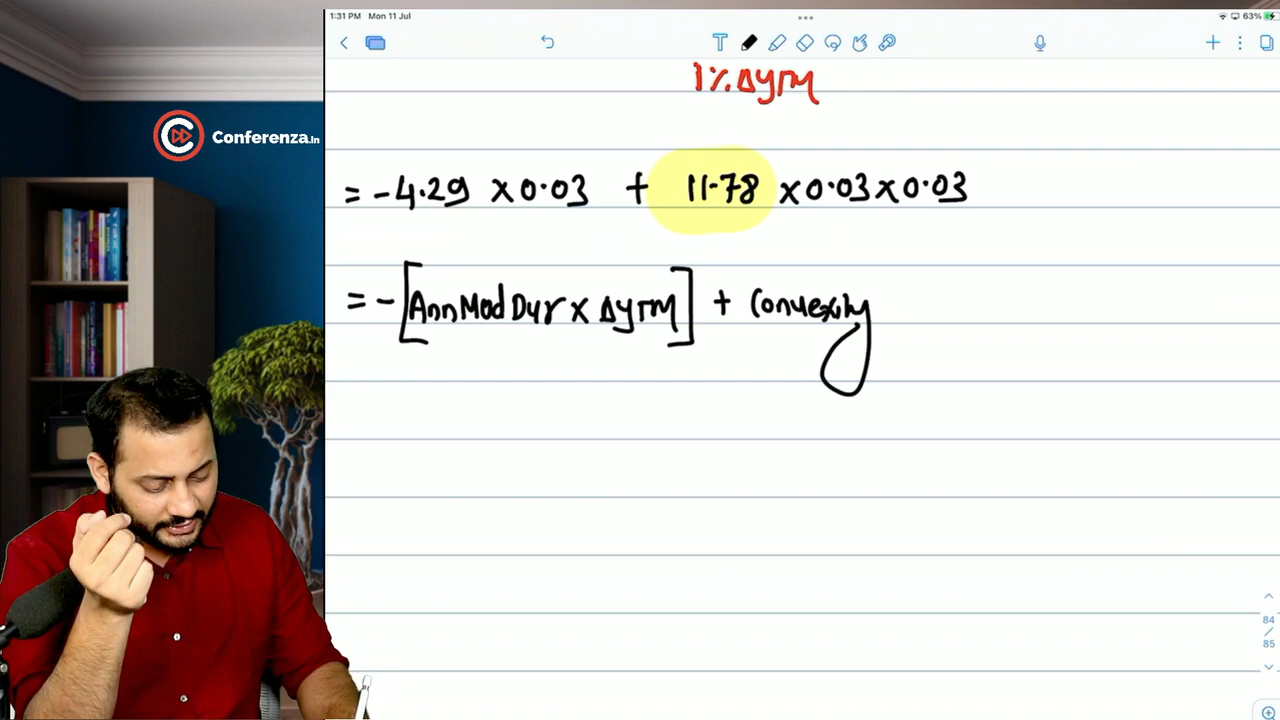 1:31 PM Mon 11 Jul
63%
Conferenza.In
1% ΔYTM
= -4.29 x 0.03 + 11.78 x 0.03 x 0.03
= -[AnnModDur x ΔYTM] + Convexity
84
/
85